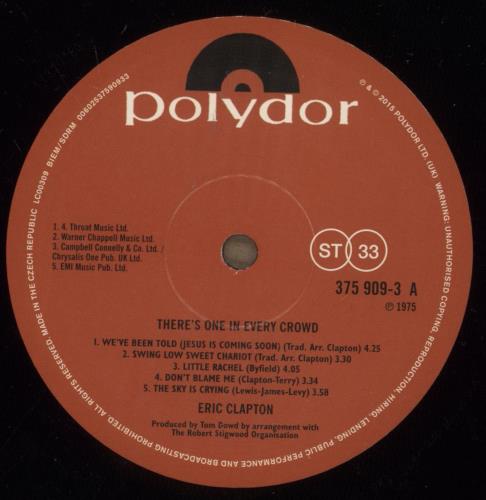 polydor
1. 4. Throat Music Ltd.
2. Warner Chappell Music Ltd.
3. Campbell Connelly & Co. Ltd. /
Chrysalis One Pub. UK Ltd.
5. EMI Music Pub. Ltd.
ST 33
375 909-3 A
℗ 1975
THERE'S ONE IN EVERY CROWD
1. WE'VE BEEN TOLD (JESUS IS COMING SOON) (Trad. Arr. Clapton) 4.25
2. SWING LOW SWEET CHARIOT (Trad. Arr. Clapton) 3.30
3. LITTLE RACHEL (Byfield) 4.05
4. DON'T BLAME ME (Clapton-Terry) 3.34
5. THE SKY IS CRYING (Lewis-James-Levy) 3.58
ERIC CLAPTON
Produced by Tom Dowd by arrangement with
The Robert Stigwood Organisation
℗ & © 2015 POLYDOR LTD. (UK) WARNING: UNAUTHORISED COPYING, REPRODUCTION, HIRING, LENDING, PUBLIC PERFORMANCE AND BROADCASTING PROHIBITED. ALL RIGHTS RESERVED. MADE IN THE CZECH REPUBLIC LC00309 BIEM/SDRM 00602537590933